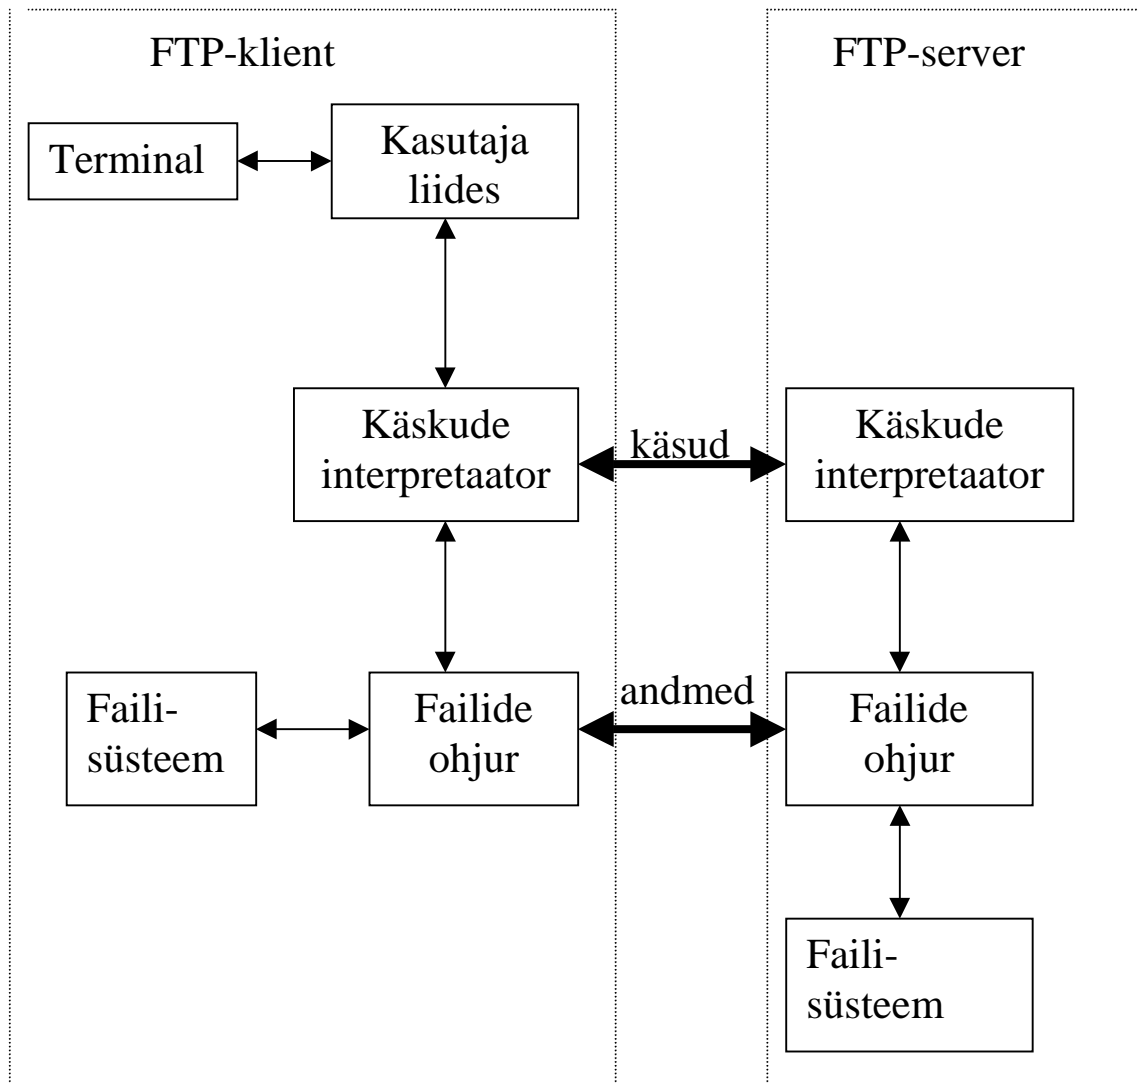 FTP-klient
FTP-server
Terminal
Kasutaja
liides
Käskude
interpretaator
käsud
Käskude
interpretaator
Faili-
süsteem
Failide
ohjur
andmed
Failide
ohjur
Faili-
süsteem